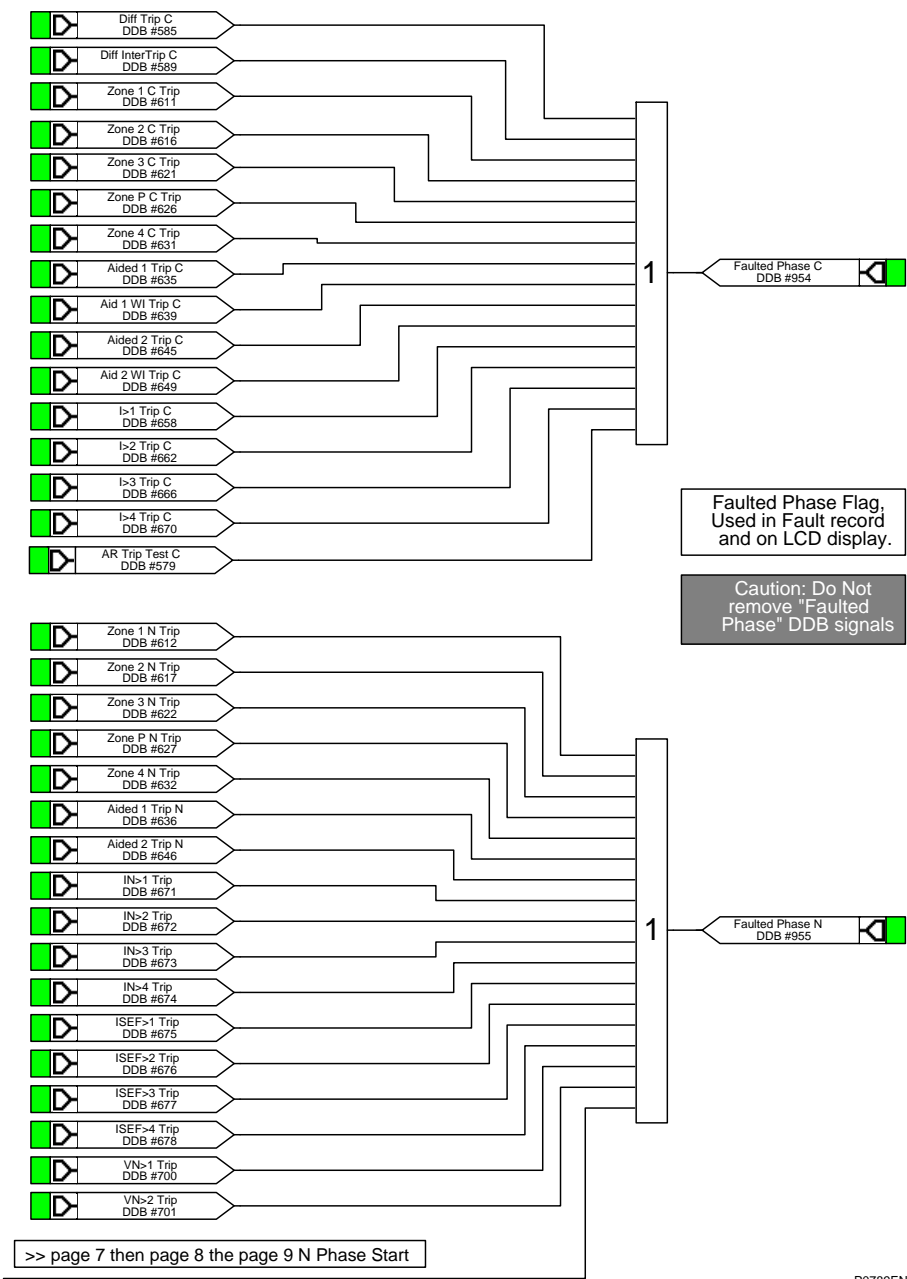 Diff Trip C
DDB #585
Diff InterTrip C
DDB #589
Zone 1 C Trip
DDB #611
Zone 2 C Trip
DDB #616
Zone 3 C Trip
DDB #621
Zone P C Trip
DDB #626
Zone 4 C Trip
DDB #631
Aided 1 Trip C
DDB #635
Aid 1 WI Trip C
DDB #639
Aided 2 Trip C
DDB #645
Aid 2 WI Trip C
DDB #649
I>1 Trip C
DDB #658
I>2 Trip C
DDB #662
I>3 Trip C
DDB #666
I>4 Trip C
DDB #670
AR Trip Test C
DDB #579
1
Faulted Phase C
DDB #954
Faulted Phase Flag,
Used in Fault record
and on LCD display.
Caution: Do Not
remove "Faulted
Phase" DDB signals
Zone 1 N Trip
DDB #612
Zone 2 N Trip
DDB #617
Zone 3 N Trip
DDB #622
Zone P N Trip
DDB #627
Zone 4 N Trip
DDB #632
Aided 1 Trip N
DDB #636
Aided 2 Trip N
DDB #646
IN>1 Trip
DDB #671
IN>2 Trip
DDB #672
IN>3 Trip
DDB #673
IN>4 Trip
DDB #674
ISEF>1 Trip
DDB #675
ISEF>2 Trip
DDB #676
ISEF>3 Trip
DDB #677
ISEF>4 Trip
DDB #678
VN>1 Trip
DDB #700
VN>2 Trip
DDB #701
1
Faulted Phase N
DDB #955
>> page 7 then page 8 the page 9 N Phase Start